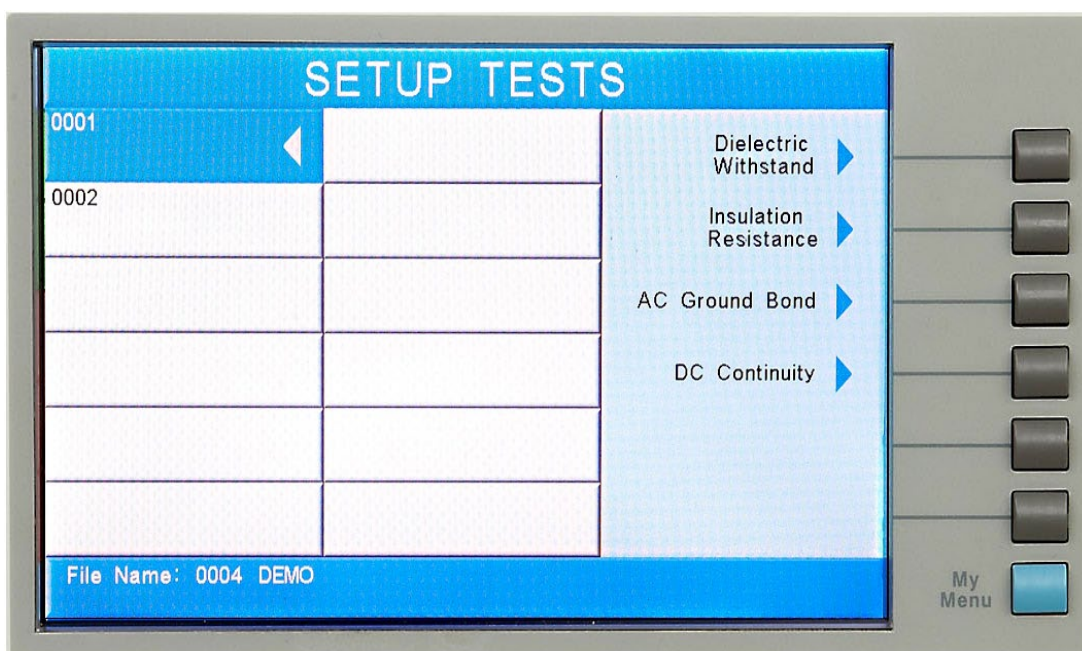 SETUP TESTS
0001
0002
Dielectric
Withstand
Insulation
Resistance
AC Ground Bond
DC Continuity
File Name: 0004 DEMO
My
Menu